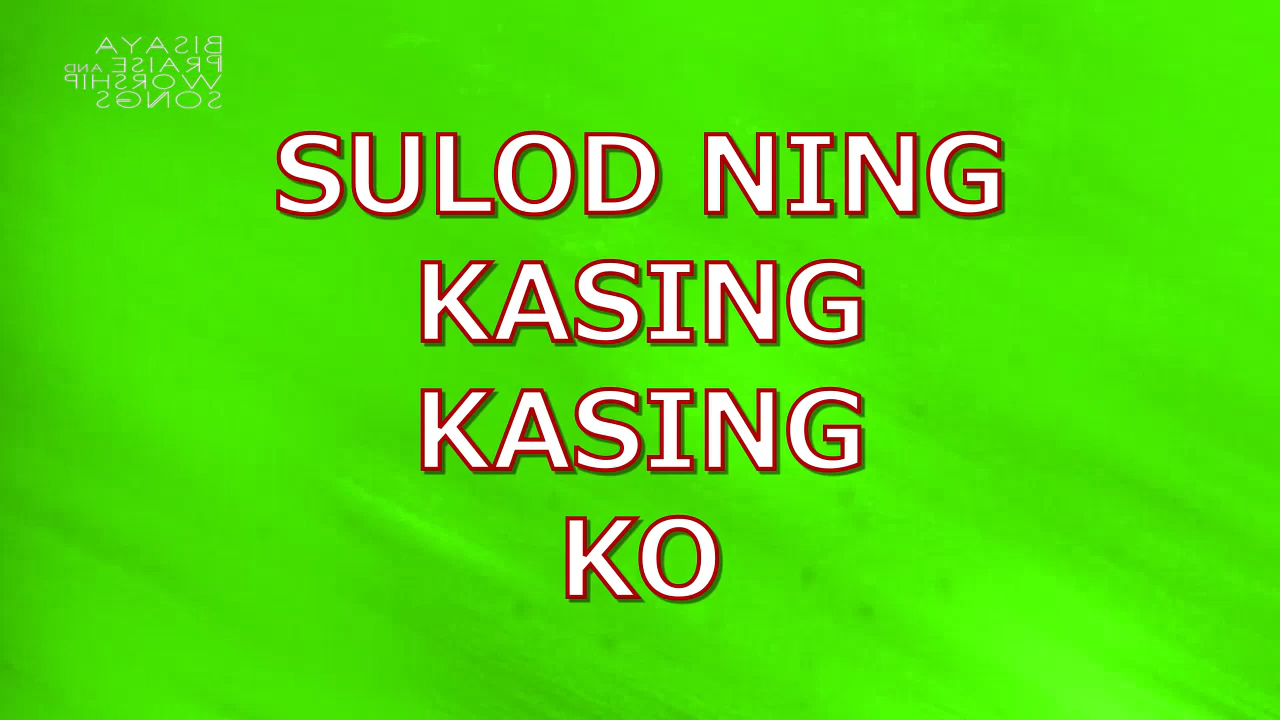 BISAYA
PRAISE AND
WORSHIP
SONGS
SULOD NING
KASING
KASING
KO